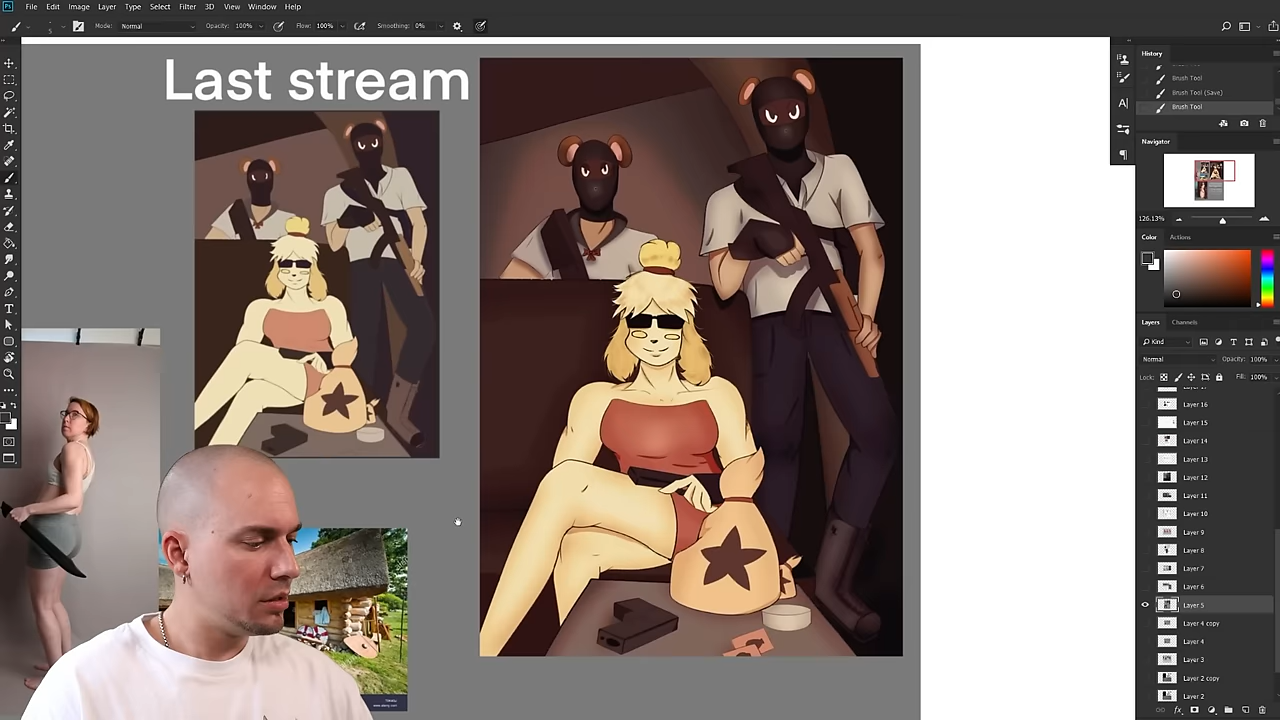 File Edit Image Layer Type Select Filter 3D View Window Help
Mode: Normal Opacity: 100% Flow: 100% Smoothing: 0%
Last stream
History
Brush Tool
Brush Tool (Save)
Brush Tool
Navigator
126.13%
Color Actions
Layers Channels
Kind
Normal Opacity: 100%
Lock: Fill: 100%
Layer 16
Layer 15
Layer 14
Layer 13
Layer 12
Layer 11
Layer 10
Layer 9
Layer 8
Layer 7
Layer 6
Layer 5
Layer 4 copy
Layer 4
Layer 3
Layer 2 copy
Layer 2